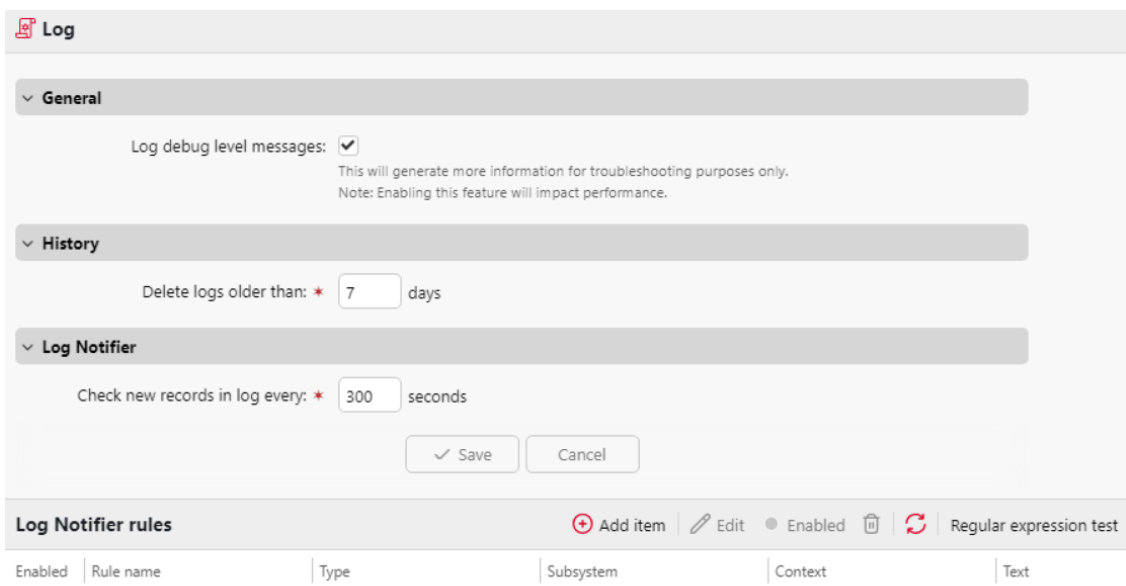 Log
General
Log debug level messages:
This will generate more information for troubleshooting purposes only.
Note: Enabling this feature will impact performance.
History
Delete logs older than: * 7 days
Log Notifier
Check new records in log every: * 300 seconds
Save Cancel
Log Notifier rules Add item Edit Enabled Regular expression test
Enabled Rule name Type Subsystem Context Text